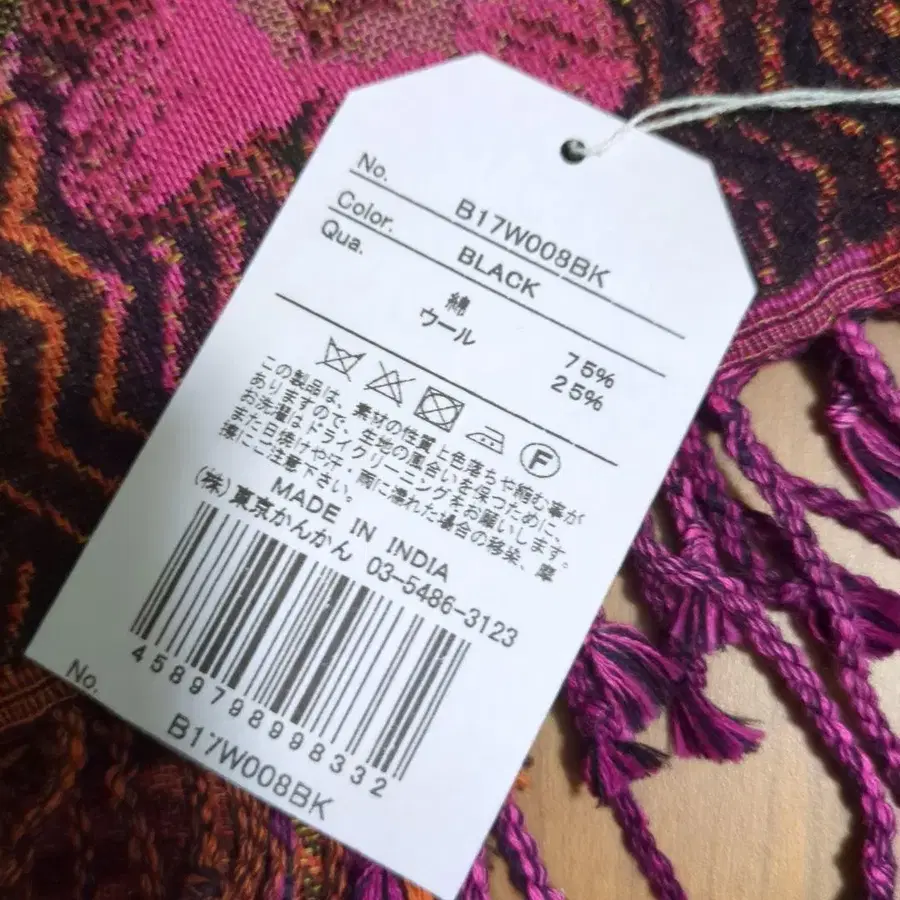 No. B17W008BK
Color. BLACK
Qua. 綿 75%
ウール 25%
F
この製品は、素材の性質上色落ちや縮む事が
ありますので、生地の風合いを保つために、
お洗濯はドライクリーニングをお願いします。
また日焼けや汗・雨に濡れた場合の移染、摩
擦にご注意下さい。
MADE IN INDIA
(株)東京かんかん 03-5486-3123
4589798998332
No. B17W008BK